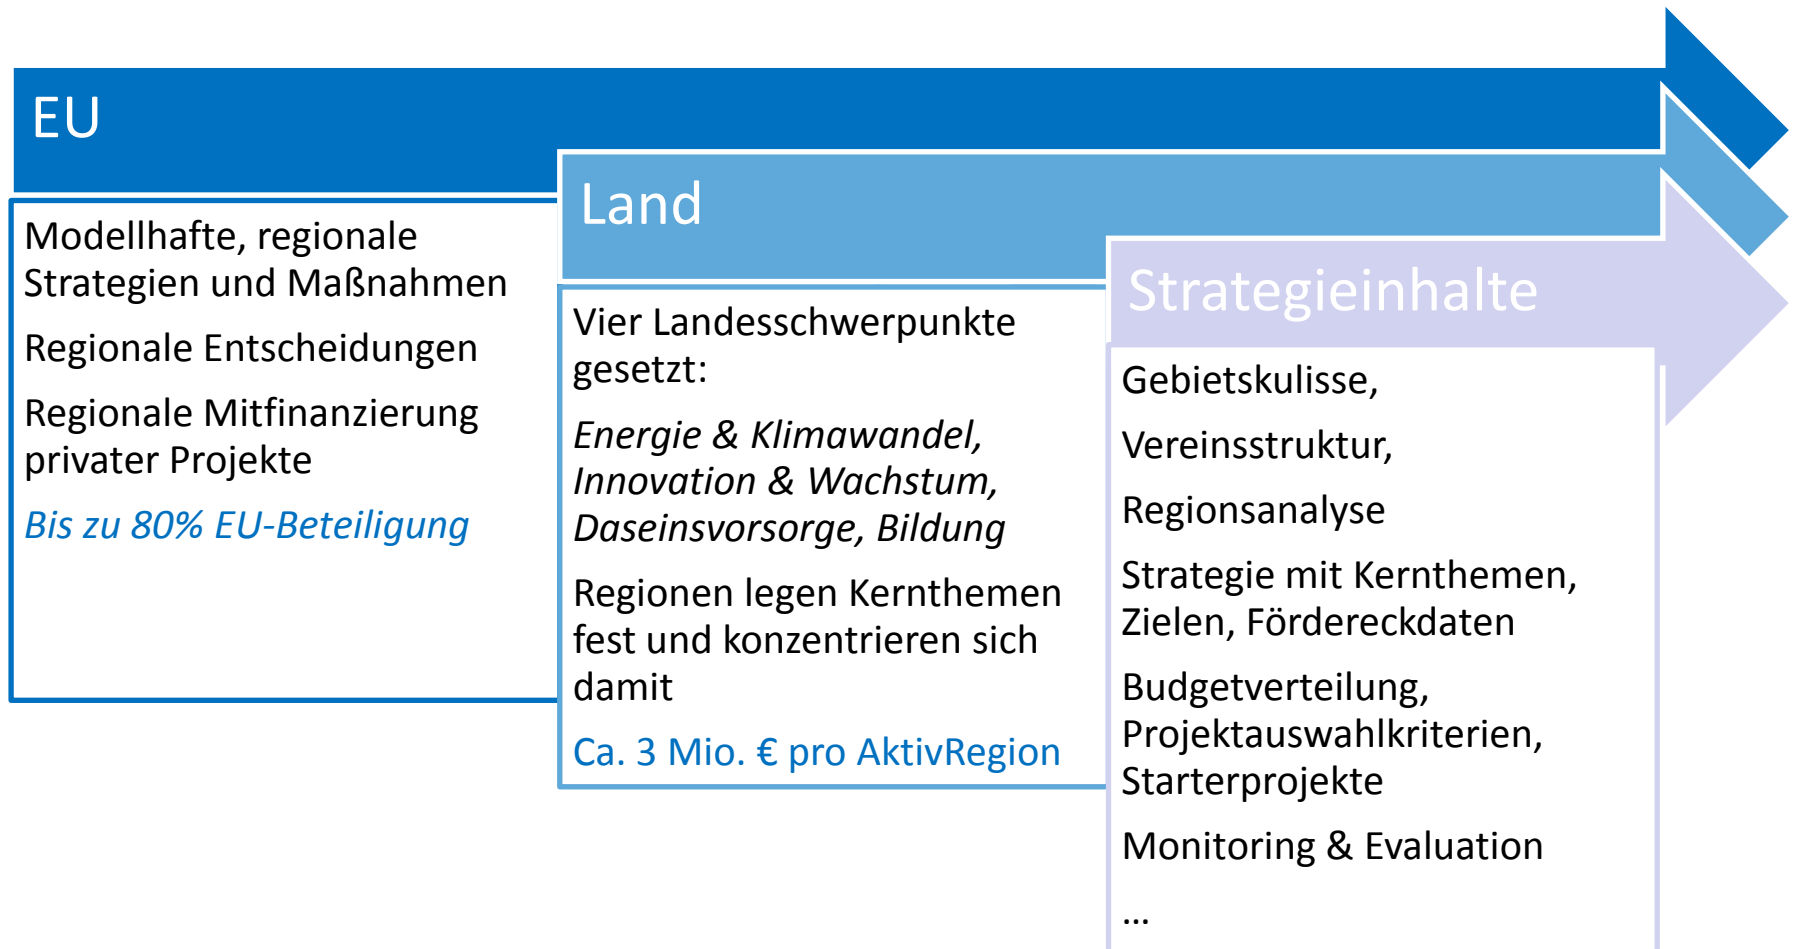 EU
Modellhafte, regionale
Strategien und Maßnahmen
Regionale Entscheidungen
Regionale Mitfinanzierung
privater Projekte
Bis zu 80% EU-Beteiligung
Land
Vier Landesschwerpunkte
gesetzt:
Energie & Klimawandel,
Innovation & Wachstum,
Daseinsvorsorge, Bildung
Regionen legen Kernthemen
fest und konzentrieren sich
damit
Ca. 3 Mio. € pro AktivRegion
Strategieinhalte
Gebietskulisse,
Vereinsstruktur,
Regionsanalyse
Strategie mit Kernthemen,
Zielen, Fördereckdaten
Budgetverteilung,
Projektauswahlkriterien,
Starterprojekte
Monitoring & Evaluation
…